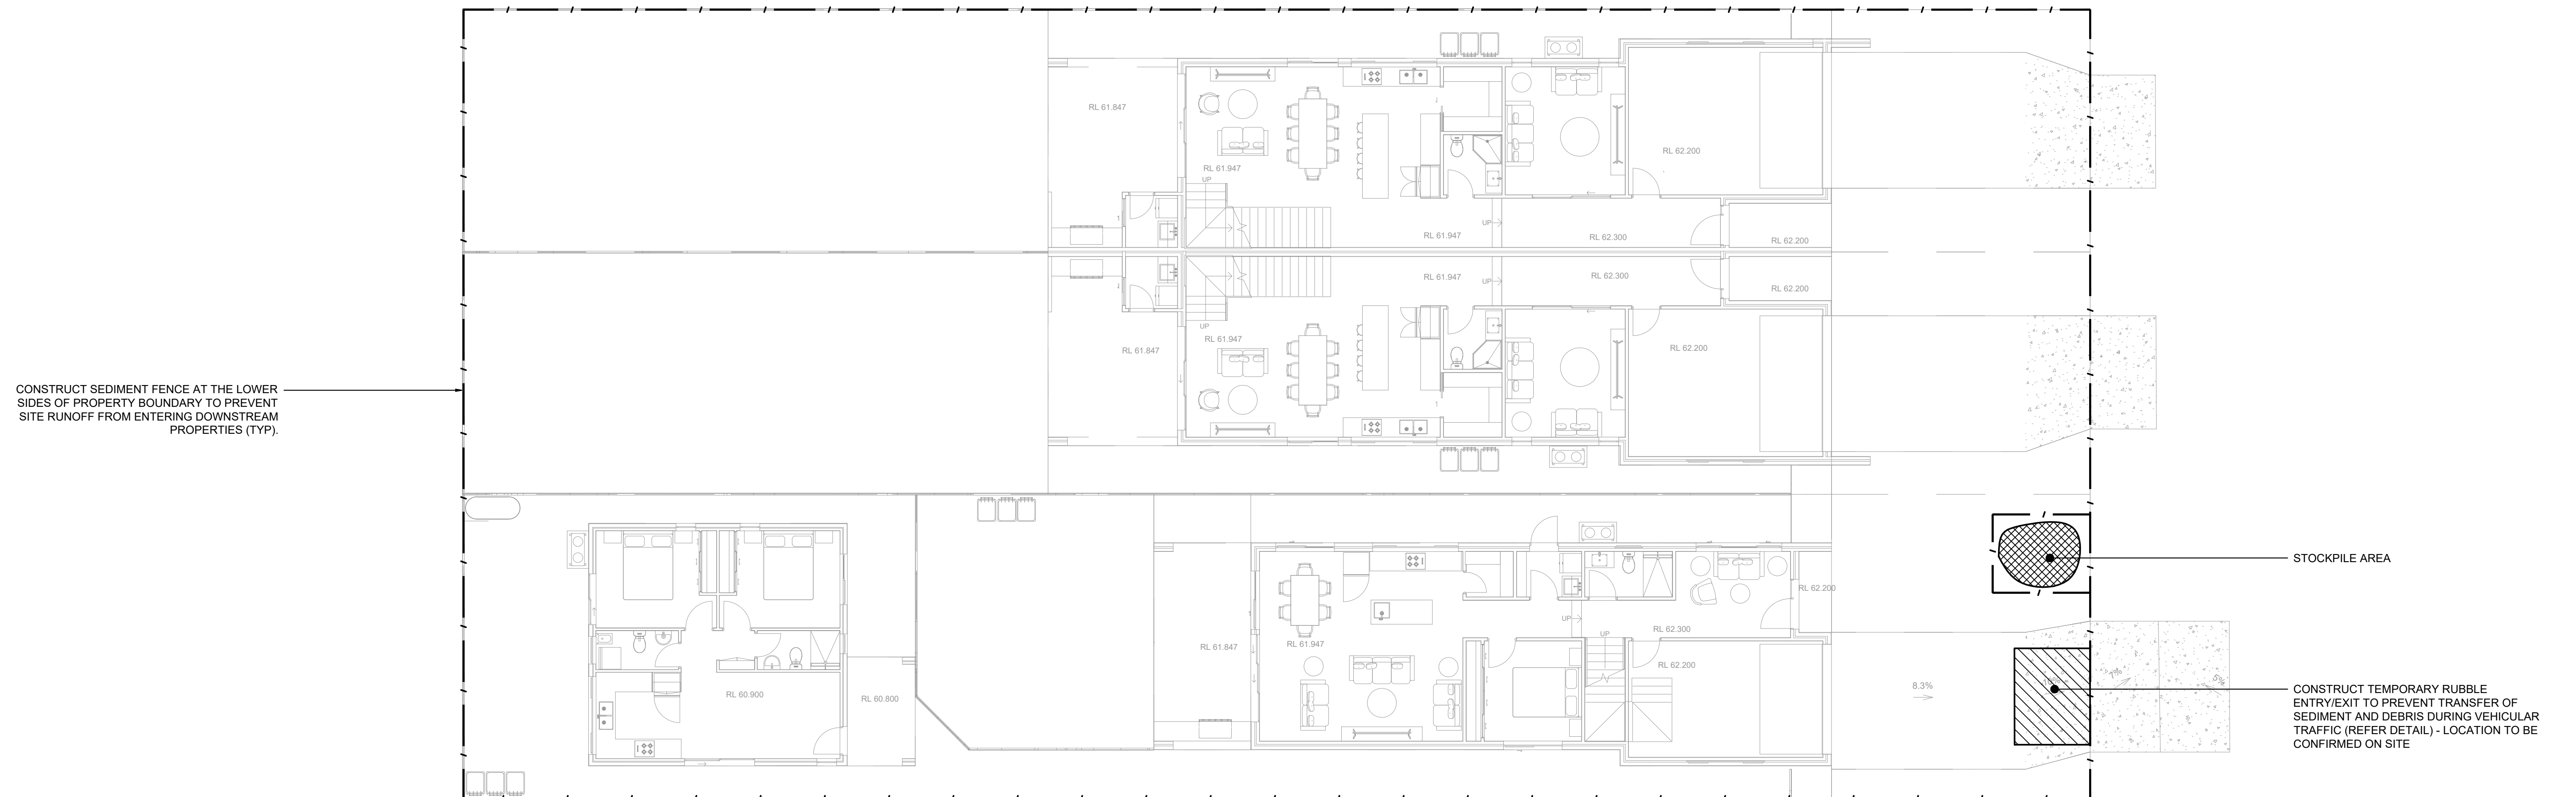 RL 61.847
RL 62.200
RL 61.947
UP
UP
RL 61.947
RL 62.300
RL 62.200
RL 61.947
UP
RL 62.300
RL 62.200
UP
RL 61.947
RL 61.847
RL 62.200
CONSTRUCT SEDIMENT FENCE AT THE LOWER
SIDES OF PROPERTY BOUNDARY TO PREVENT
SITE RUNOFF FROM ENTERING DOWNSTREAM
PROPERTIES (TYP).
STOCKPILE AREA
RL 62.200
UP
RL 62.300
UP
RL 61.847
RL 61.947
RL 62.200
RL 60.900
RL 60.800
8.3%
7%
5%
CONSTRUCT TEMPORARY RUBBLE
ENTRY/EXIT TO PREVENT TRANSFER OF
SEDIMENT AND DEBRIS DURING VEHICULAR
TRAFFIC (REFER DETAIL) - LOCATION TO BE
CONFIRMED ON SITE